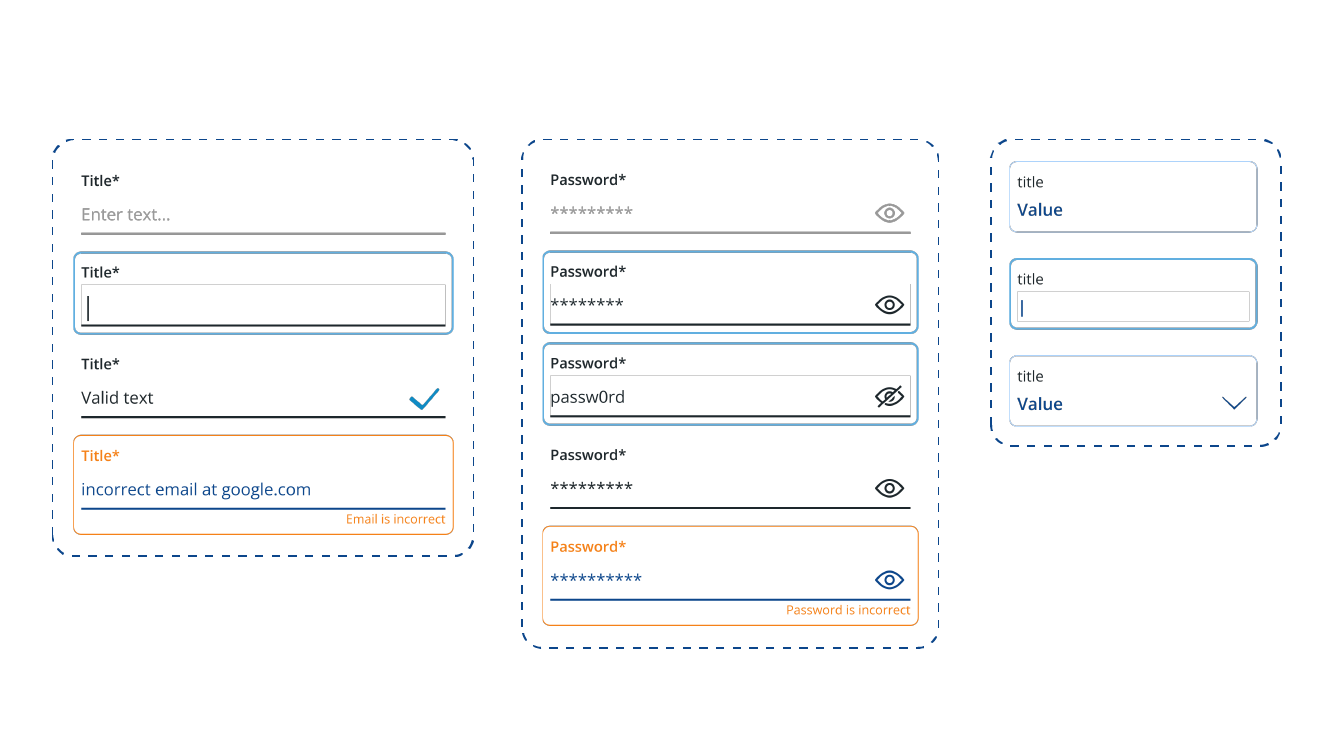 Title*
Enter text...
Title*
Title*
Valid text
Title*
incorrect email at google.com
Email is incorrect
Password*
*********
Password*
********
Password*
passw0rd
Password*
*********
Password*
**********
Password is incorrect
title
Value
title
title
Value